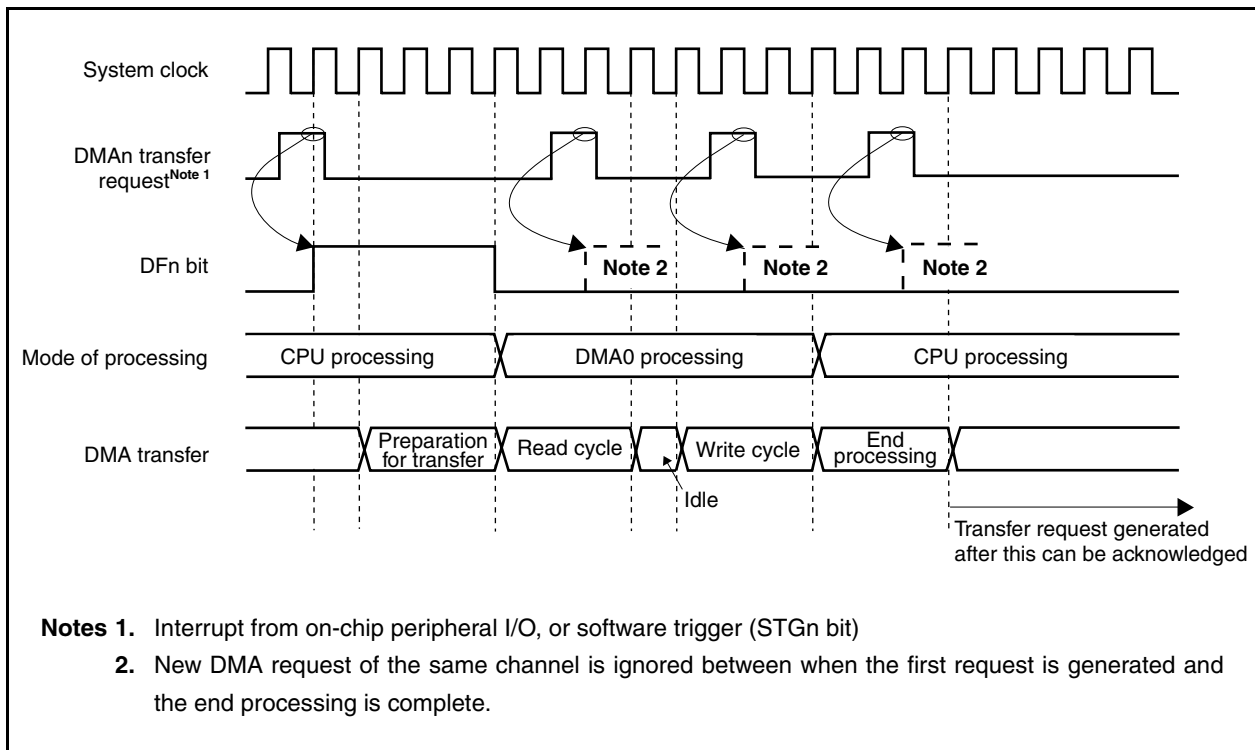 System clock
DMAn transfer
requestNote 1
DFn bit
Note 2
Note 2
Note 2
Mode of processing
CPU processing
DMA0 processing
CPU processing
DMA transfer
Preparation
for transfer
Read cycle
Write cycle
End
processing
Idle
Transfer request generated
after this can be acknowledged
Notes 1. Interrupt from on-chip peripheral I/O, or software trigger (STGn bit)
2. New DMA request of the same channel is ignored between when the first request is generated and
the end processing is complete.